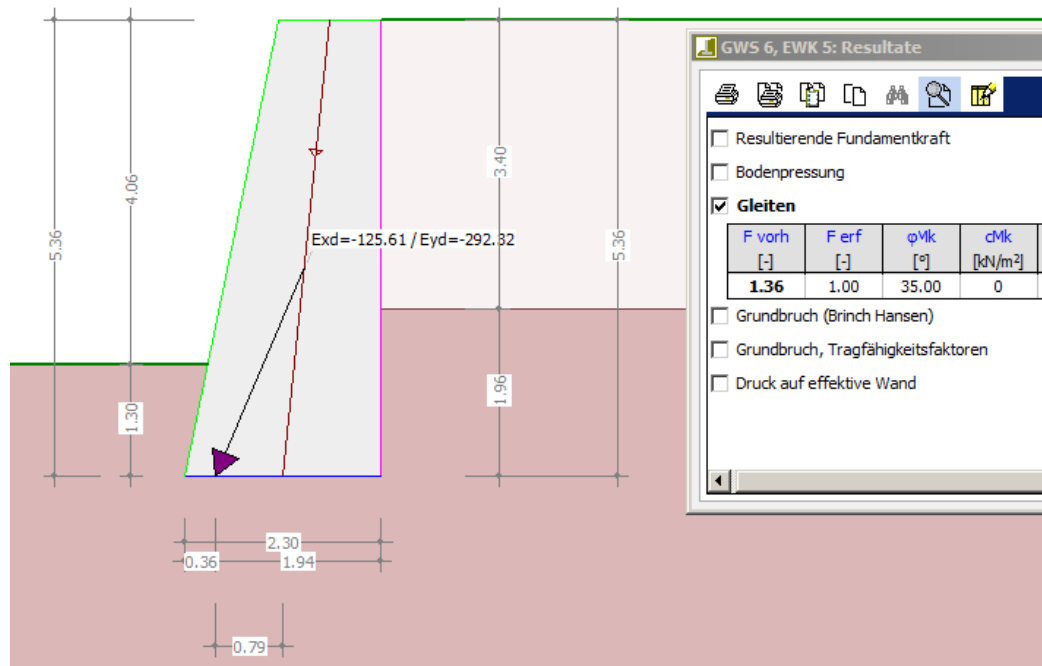 GWS 6, EWK 5: Resultate
Resultierende Fundamentkraft
Bodenpressung
Gleiten
F vorh F erf φMk cMk
[-] [-] [°] [kN/m²]
1.36 1.00 35.00 0
Grundbruch (Brinch Hansen)
Grundbruch, Tragfähigkeitsfaktoren
Druck auf effektive Wand
5.36
4.06
1.30
3.40
1.96
5.36
Exd=-125.61 / Eyd=-292.32
2.30
0.36 1.94
0.79